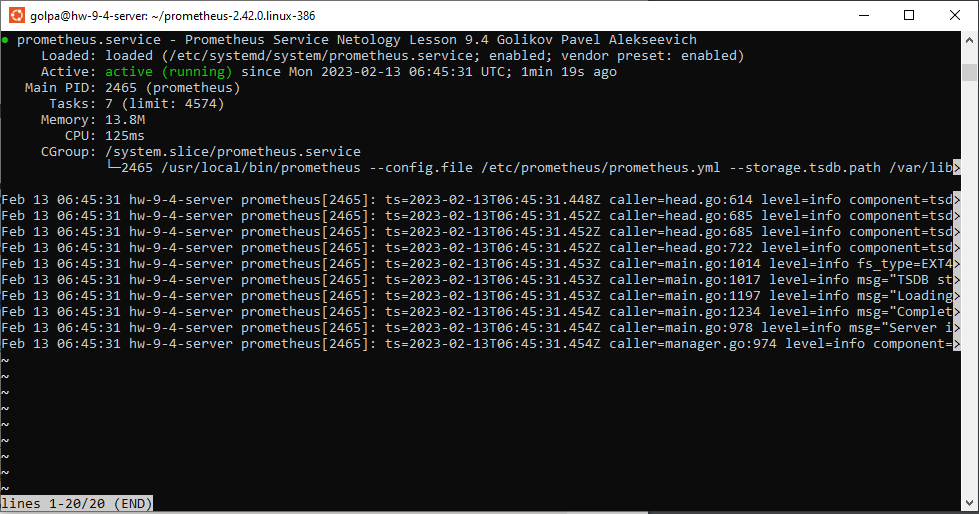 golpa@hw-9-4-server: ~/prometheus-2.42.0.linux-386
● prometheus.service - Prometheus Service Netology Lesson 9.4 Golikov Pavel Alekseevich
Loaded: loaded (/etc/systemd/system/prometheus.service; enabled; vendor preset: enabled)
Active: active (running) since Mon 2023-02-13 06:45:31 UTC; 1min 19s ago
Main PID: 2465 (prometheus)
Tasks: 7 (limit: 4574)
Memory: 13.8M
CPU: 125ms
CGroup: /system.slice/prometheus.service
└─2465 /usr/local/bin/prometheus --config.file /etc/prometheus/prometheus.yml --storage.tsdb.path /var/lib>
Feb 13 06:45:31 hw-9-4-server prometheus[2465]: ts=2023-02-13T06:45:31.448Z caller=head.go:614 level=info component=tsd>
Feb 13 06:45:31 hw-9-4-server prometheus[2465]: ts=2023-02-13T06:45:31.452Z caller=head.go:685 level=info component=tsd>
Feb 13 06:45:31 hw-9-4-server prometheus[2465]: ts=2023-02-13T06:45:31.452Z caller=head.go:685 level=info component=tsd>
Feb 13 06:45:31 hw-9-4-server prometheus[2465]: ts=2023-02-13T06:45:31.452Z caller=head.go:722 level=info component=tsd>
Feb 13 06:45:31 hw-9-4-server prometheus[2465]: ts=2023-02-13T06:45:31.453Z caller=main.go:1014 level=info fs_type=EXT4>
Feb 13 06:45:31 hw-9-4-server prometheus[2465]: ts=2023-02-13T06:45:31.453Z caller=main.go:1017 level=info msg="TSDB st>
Feb 13 06:45:31 hw-9-4-server prometheus[2465]: ts=2023-02-13T06:45:31.453Z caller=main.go:1197 level=info msg="Loading>
Feb 13 06:45:31 hw-9-4-server prometheus[2465]: ts=2023-02-13T06:45:31.454Z caller=main.go:1234 level=info msg="Complet>
Feb 13 06:45:31 hw-9-4-server prometheus[2465]: ts=2023-02-13T06:45:31.454Z caller=main.go:978 level=info msg="Server i>
Feb 13 06:45:31 hw-9-4-server prometheus[2465]: ts=2023-02-13T06:45:31.454Z caller=manager.go:974 level=info component=>
~
~
~
~
~
~
~
~
~
lines 1-20/20 (END)